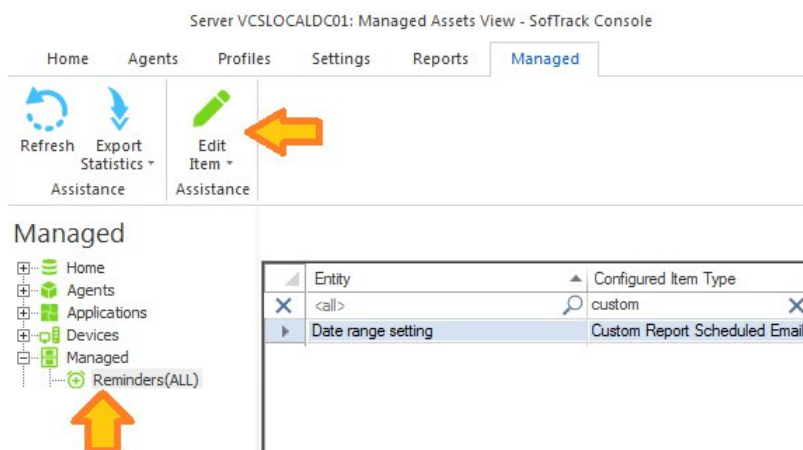 Server VCSLOCALDC01: Managed Assets View - SofTrack Console
Home Agents Profiles Settings Reports Managed
Refresh Export Statistics Edit Item
Assistance Assistance
Managed
Home
Agents
Applications
Devices
Managed
Reminders(ALL)
Entity Configured Item Type
<all> custom
Date range setting Custom Report Scheduled Email